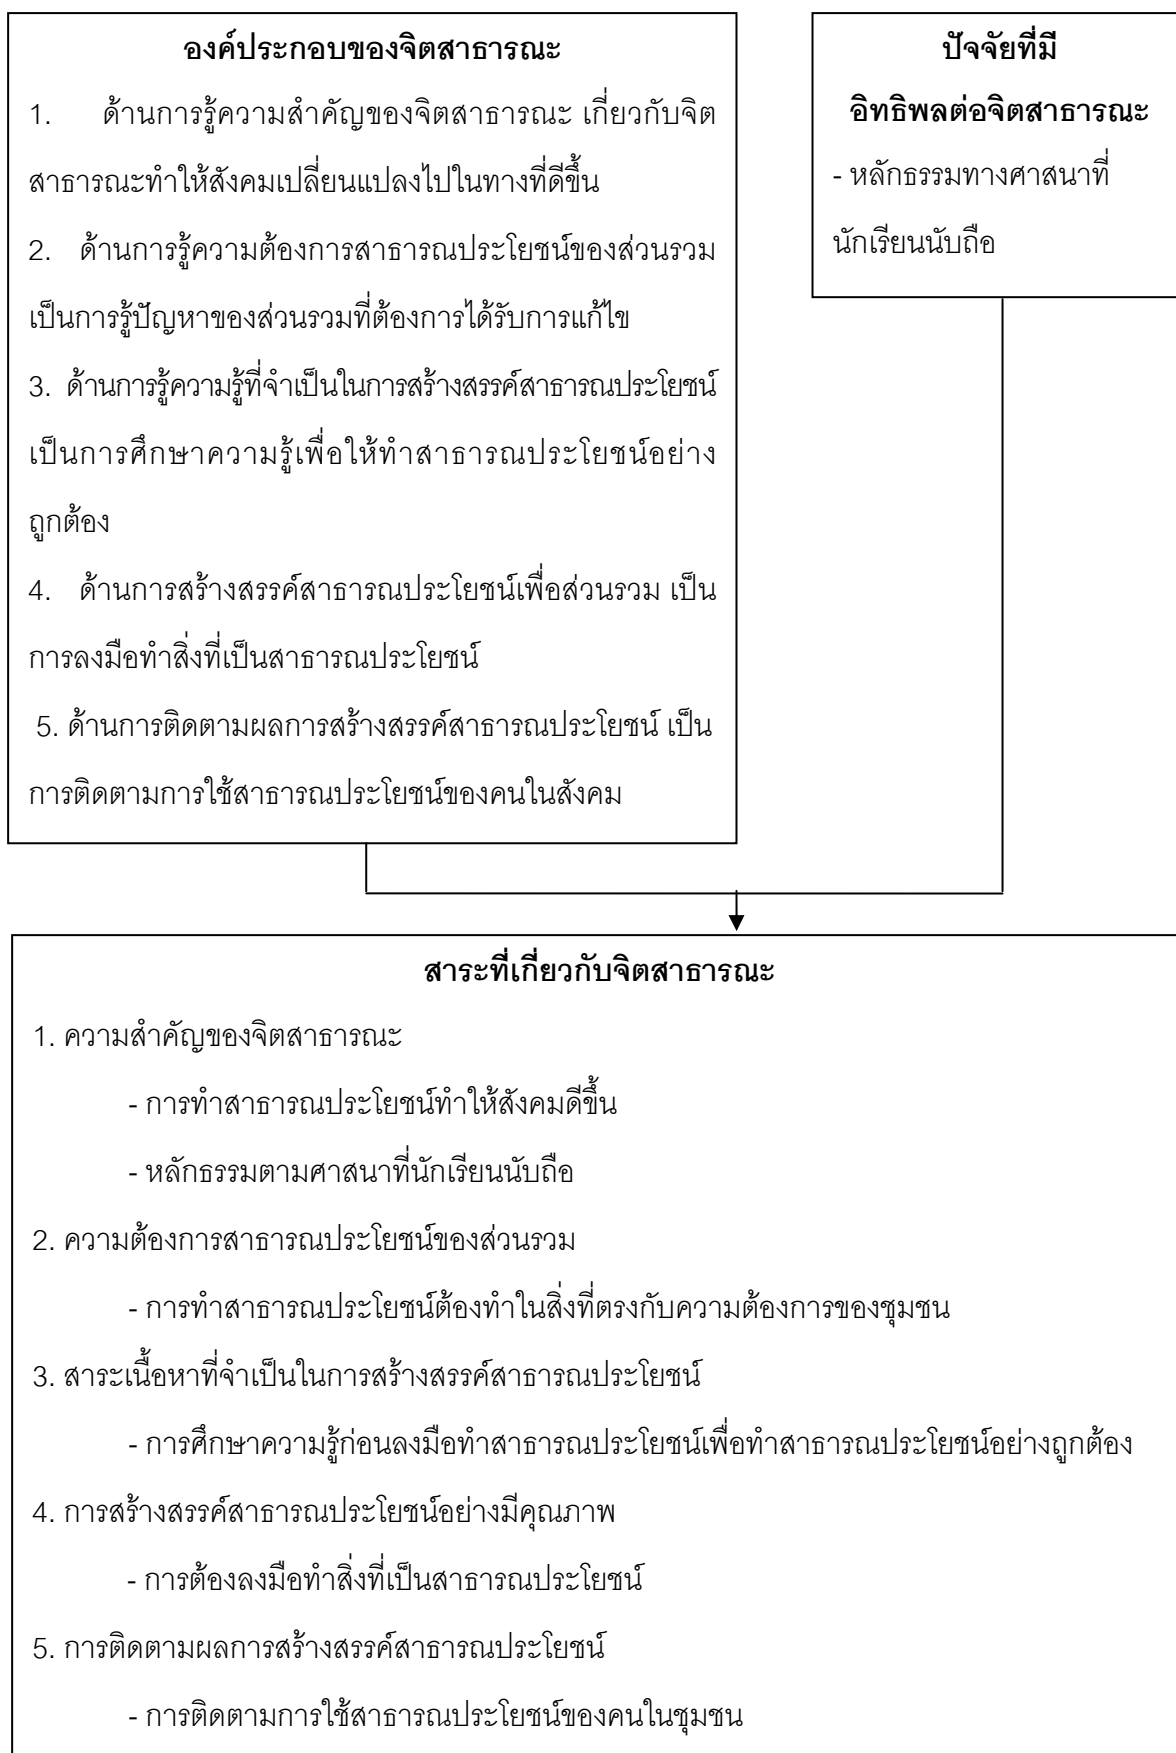 องค์ประกอบของจิตสาธารณะ
1. ด้านการรู้ความสำคัญของจิตสาธารณะ เกี่ยวกับจิต
สาธารณะทำให้สังคมเปลี่ยนแปลงไปในทางที่ดีขึ้น
2. ด้านการรู้ความต้องการสาธารณประโยชน์ของส่วนรวม
เป็นการรู้ปัญหาของส่วนรวมที่ต้องการได้รับการแก้ไข
3. ด้านการรู้ความรู้ที่จำเป็นในการสร้างสรรค์สาธารณประโยชน์
เป็นการศึกษาความรู้เพื่อให้ทำสาธารณประโยชน์อย่าง
ถูกต้อง
4. ด้านการสร้างสรรค์สาธารณประโยชน์เพื่อส่วนรวม เป็น
การลงมือทำสิ่งที่เป็นสาธารณประโยชน์
5. ด้านการติดตามผลการสร้างสรรค์สาธารณประโยชน์ เป็น
การติดตามการใช้สาธารณประโยชน์ของคนในสังคม
ปัจจัยที่มี
อิทธิพลต่อจิตสาธารณะ
- หลักธรรมทางศาสนาที่
นักเรียนนับถือ
สาระที่เกี่ยวกับจิตสาธารณะ
1. ความสำคัญของจิตสาธารณะ
- การทำสาธารณประโยชน์ทำให้สังคมดีขึ้น
- หลักธรรมตามศาสนาที่นักเรียนนับถือ
2. ความต้องการสาธารณประโยชน์ของส่วนรวม
- การทำสาธารณประโยชน์ต้องทำในสิ่งที่ตรงกับความต้องการของชุมชน
3. สาระเนื้อหาที่จำเป็นในการสร้างสรรค์สาธารณประโยชน์
- การศึกษาความรู้ก่อนลงมือทำสาธารณประโยชน์เพื่อทำสาธารณประโยชน์อย่างถูกต้อง
4. การสร้างสรรค์สาธารณประโยชน์อย่างมีคุณภาพ
- การต้องลงมือทำสิ่งที่เป็นสาธารณประโยชน์
5. การติดตามผลการสร้างสรรค์สาธารณประโยชน์
- การติดตามการใช้สาธารณประโยชน์ของคนในชุมชน